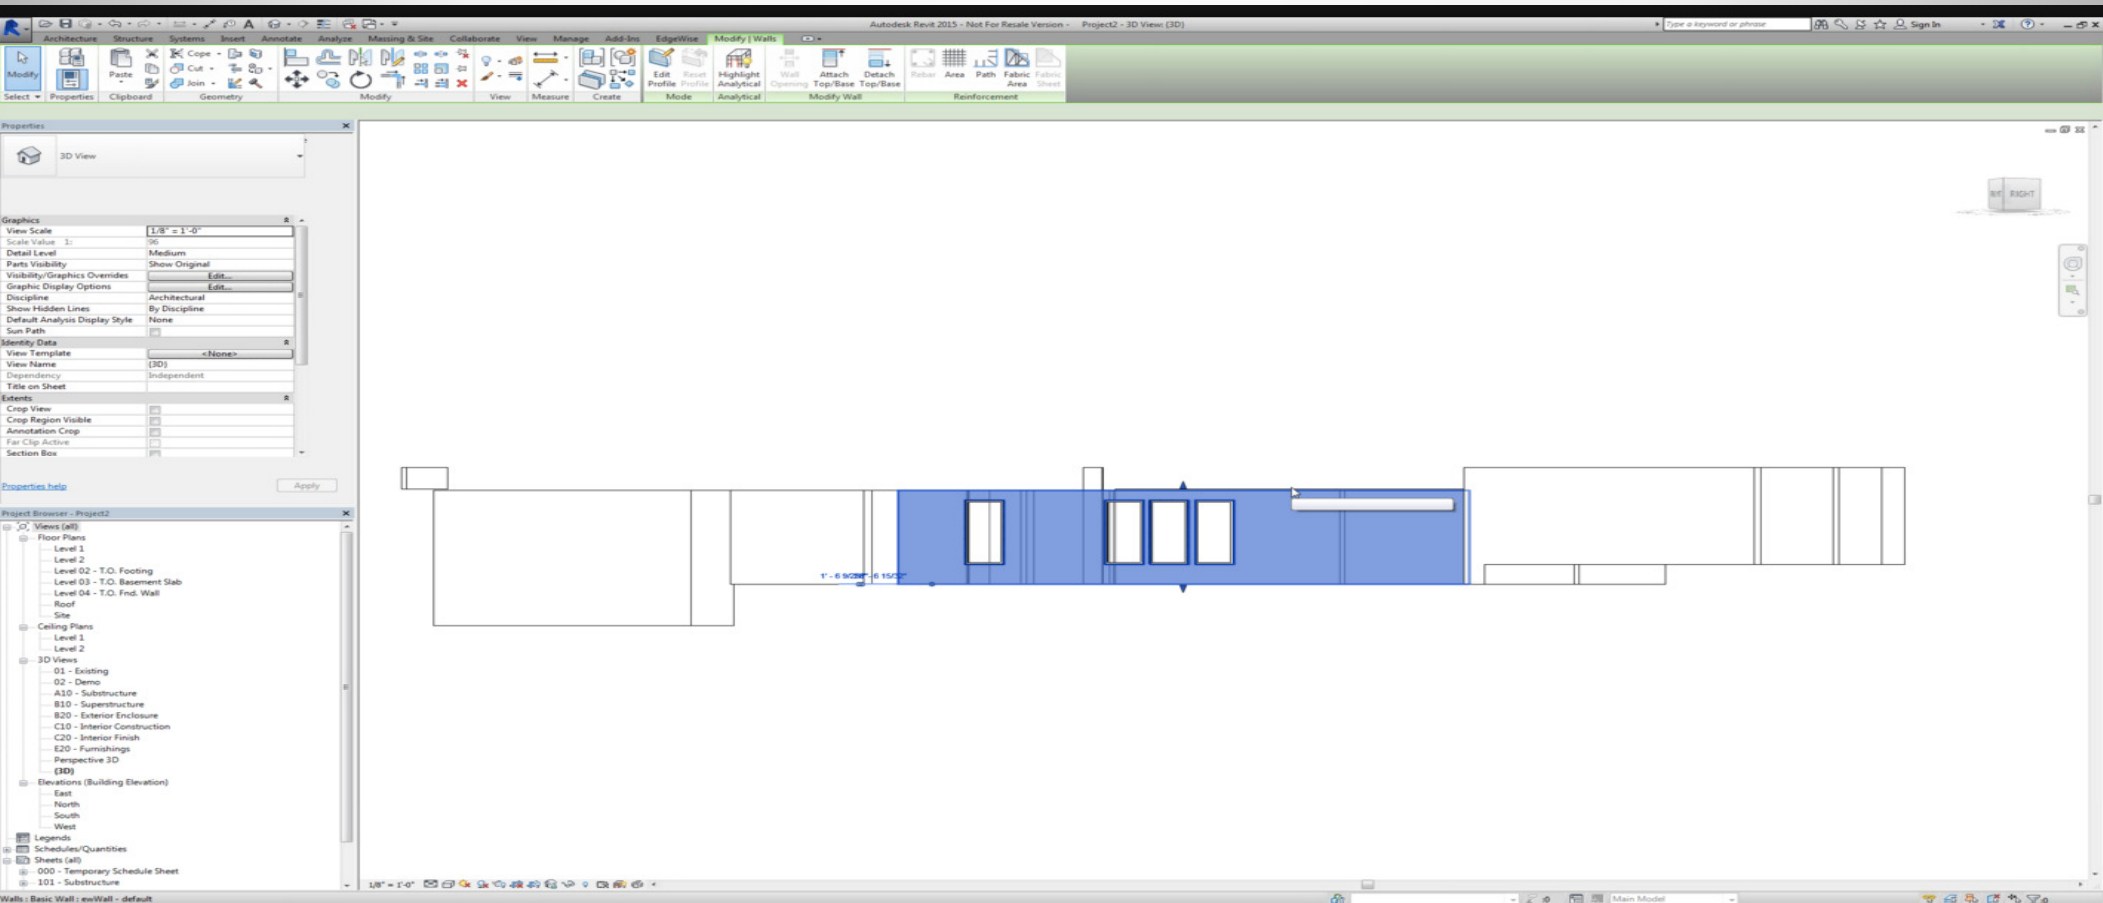 Autodesk Revit 2015 - Not For Resale Version - Project2 - 3D View: {3D}
Type a keyword or phrase
Sign In
Architecture Structure Systems Insert Annotate Analyze Massing & Site Collaborate View Manage Add-Ins EdgeWise Modify | Walls
Modify
Paste
Cope
Cut
Join
Edit Profile
Reset Profile
Highlight Analytical
Wall Opening
Attach Top/Base
Detach Top/Base
Rebar
Area
Path
Fabric Area
Fabric Sheet
Select Properties Clipboard Geometry Modify View Measure Create Mode Analytical Modify Wall Reinforcement
Properties
3D View
Graphics
View Scale 1/8" = 1'-0"
Scale Value 1: 96
Detail Level Medium
Parts Visibility Show Original
Visibility/Graphics Overrides Edit...
Graphic Display Options Edit...
Discipline Architectural
Show Hidden Lines By Discipline
Default Analysis Display Style None
Sun Path
Identity Data
View Template <None>
View Name {3D}
Dependency Independent
Title on Sheet
Extents
Crop View
Crop Region Visible
Annotation Crop
Far Clip Active
Section Box
Properties help Apply
Project Browser - Project2
Views (all)
Floor Plans
Level 1
Level 2
Level 02 - T.O. Footing
Level 03 - T.O. Basement Slab
Level 04 - T.O. Fnd. Wall
Roof
Site
Ceiling Plans
Level 1
Level 2
3D Views
01 - Existing
02 - Demo
A10 - Substructure
B10 - Superstructure
B20 - Exterior Enclosure
C10 - Interior Construction
C20 - Interior Finish
E20 - Furnishings
Perspective 3D
{3D}
Elevations (Building Elevation)
East
North
South
West
Legends
Schedules/Quantities
Sheets (all)
000 - Temporary Schedule Sheet
101 - Substructure
RIGHT
1/8" = 1'-0"
Walls : Basic Wall : ewWall - default
Main Model